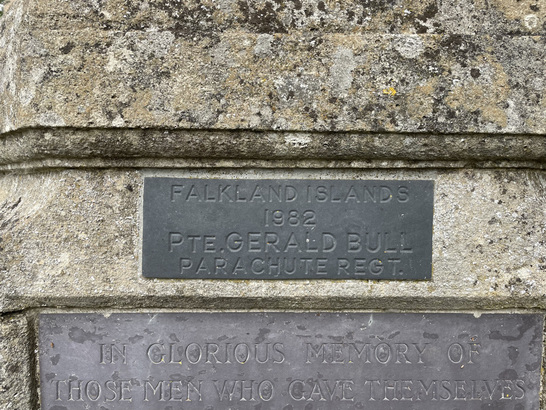 FALKLAND ISLANDS
1982
PTE. GERALD BULL
PARACHUTE REGT.
IN GLORIOUS MEMORY OF
THOSE MEN WHO GAVE THEMSELVES